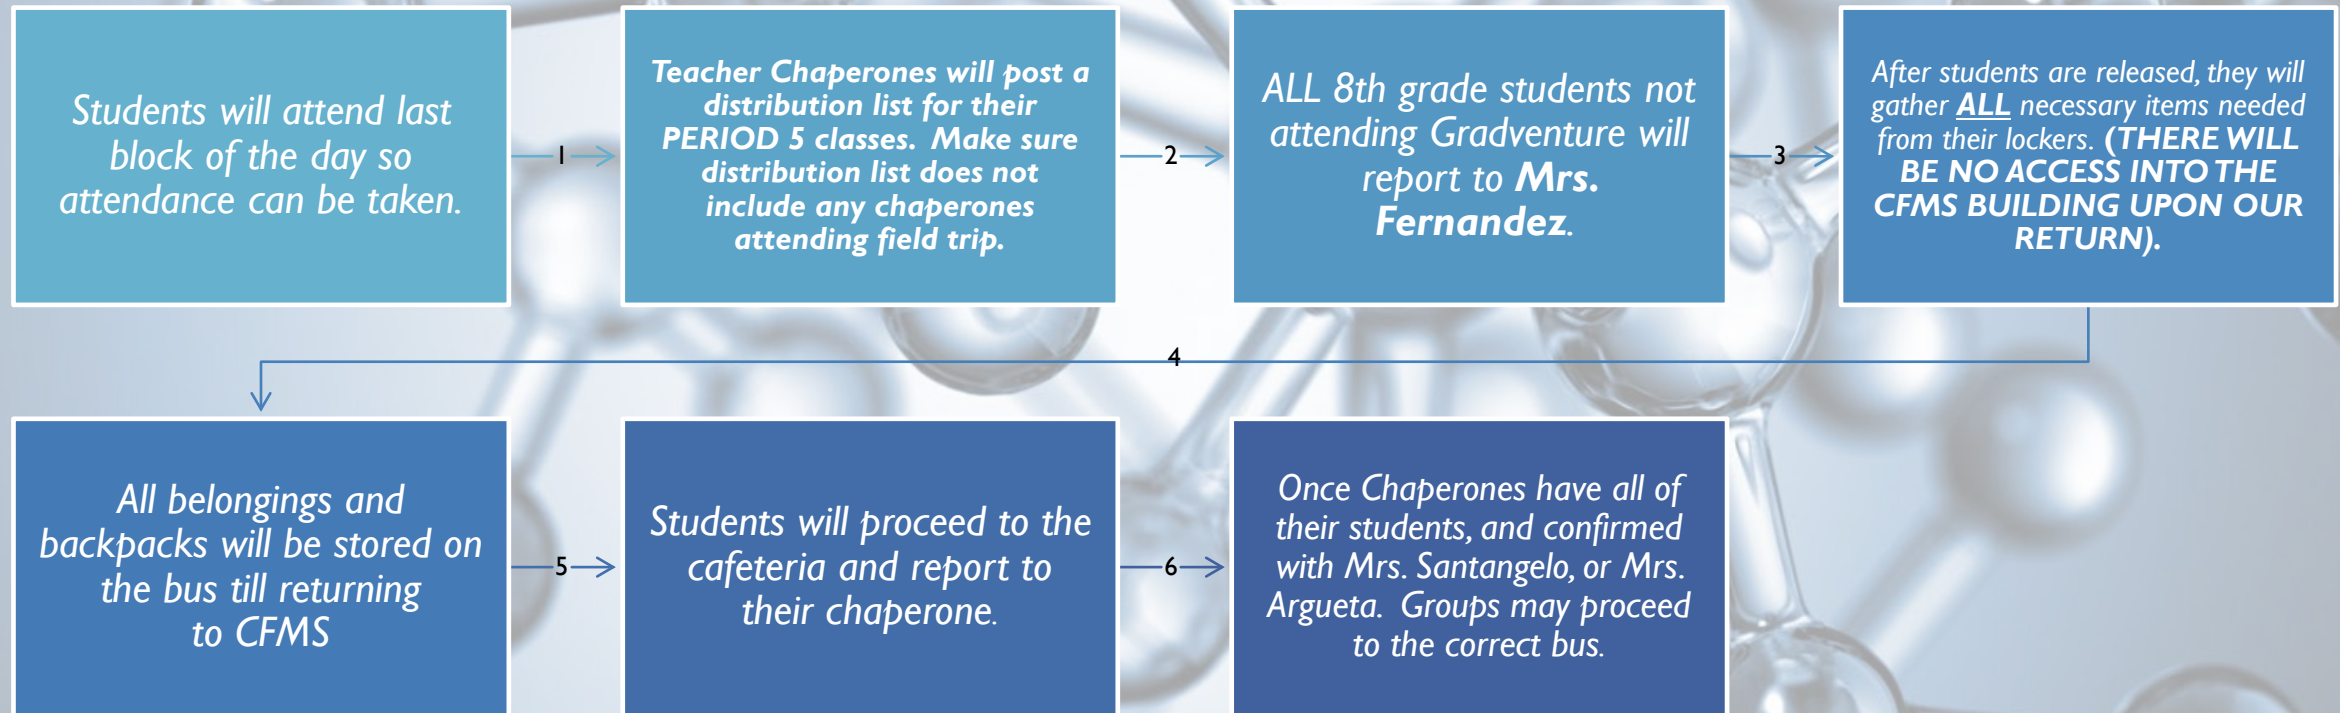 Students will attend last
block of the day so
attendance can be taken.
1
Teacher Chaperones will post a
distribution list for their
PERIOD 5 classes. Make sure
distribution list does not
include any chaperones
attending field trip.
2
ALL 8th grade students not
attending Gradventure will
report to Mrs.
Fernandez.
3
After students are released, they will
gather ALL necessary items needed
from their lockers. (THERE WILL
BE NO ACCESS INTO THE
CFMS BUILDING UPON OUR
RETURN).
4
All belongings and
backpacks will be stored on
the bus till returning
to CFMS
5
Students will proceed to the
cafeteria and report to
their chaperone.
6
Once Chaperones have all of
their students, and confirmed
with Mrs. Santangelo, or Mrs.
Argueta. Groups may proceed
to the correct bus.